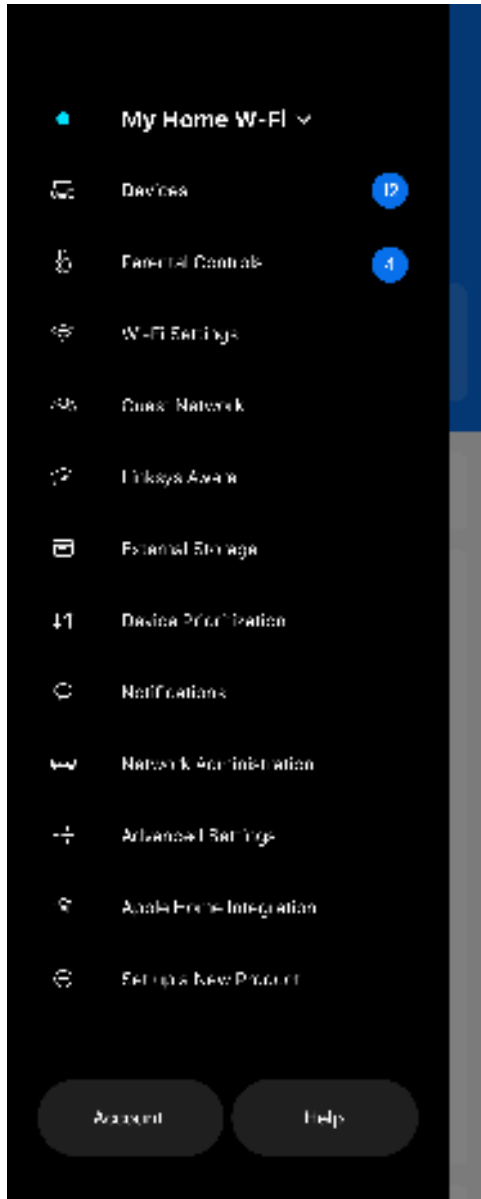 My Home W-Fi
Devices
12
Parental Controls
4
Wi-Fi Settings
Guest Network
Linksys Aware
External Storage
Device Prioritization
Notifications
Network Administration
Advanced Settings
Apple Home Integration
Set up a New Product
Account
Help